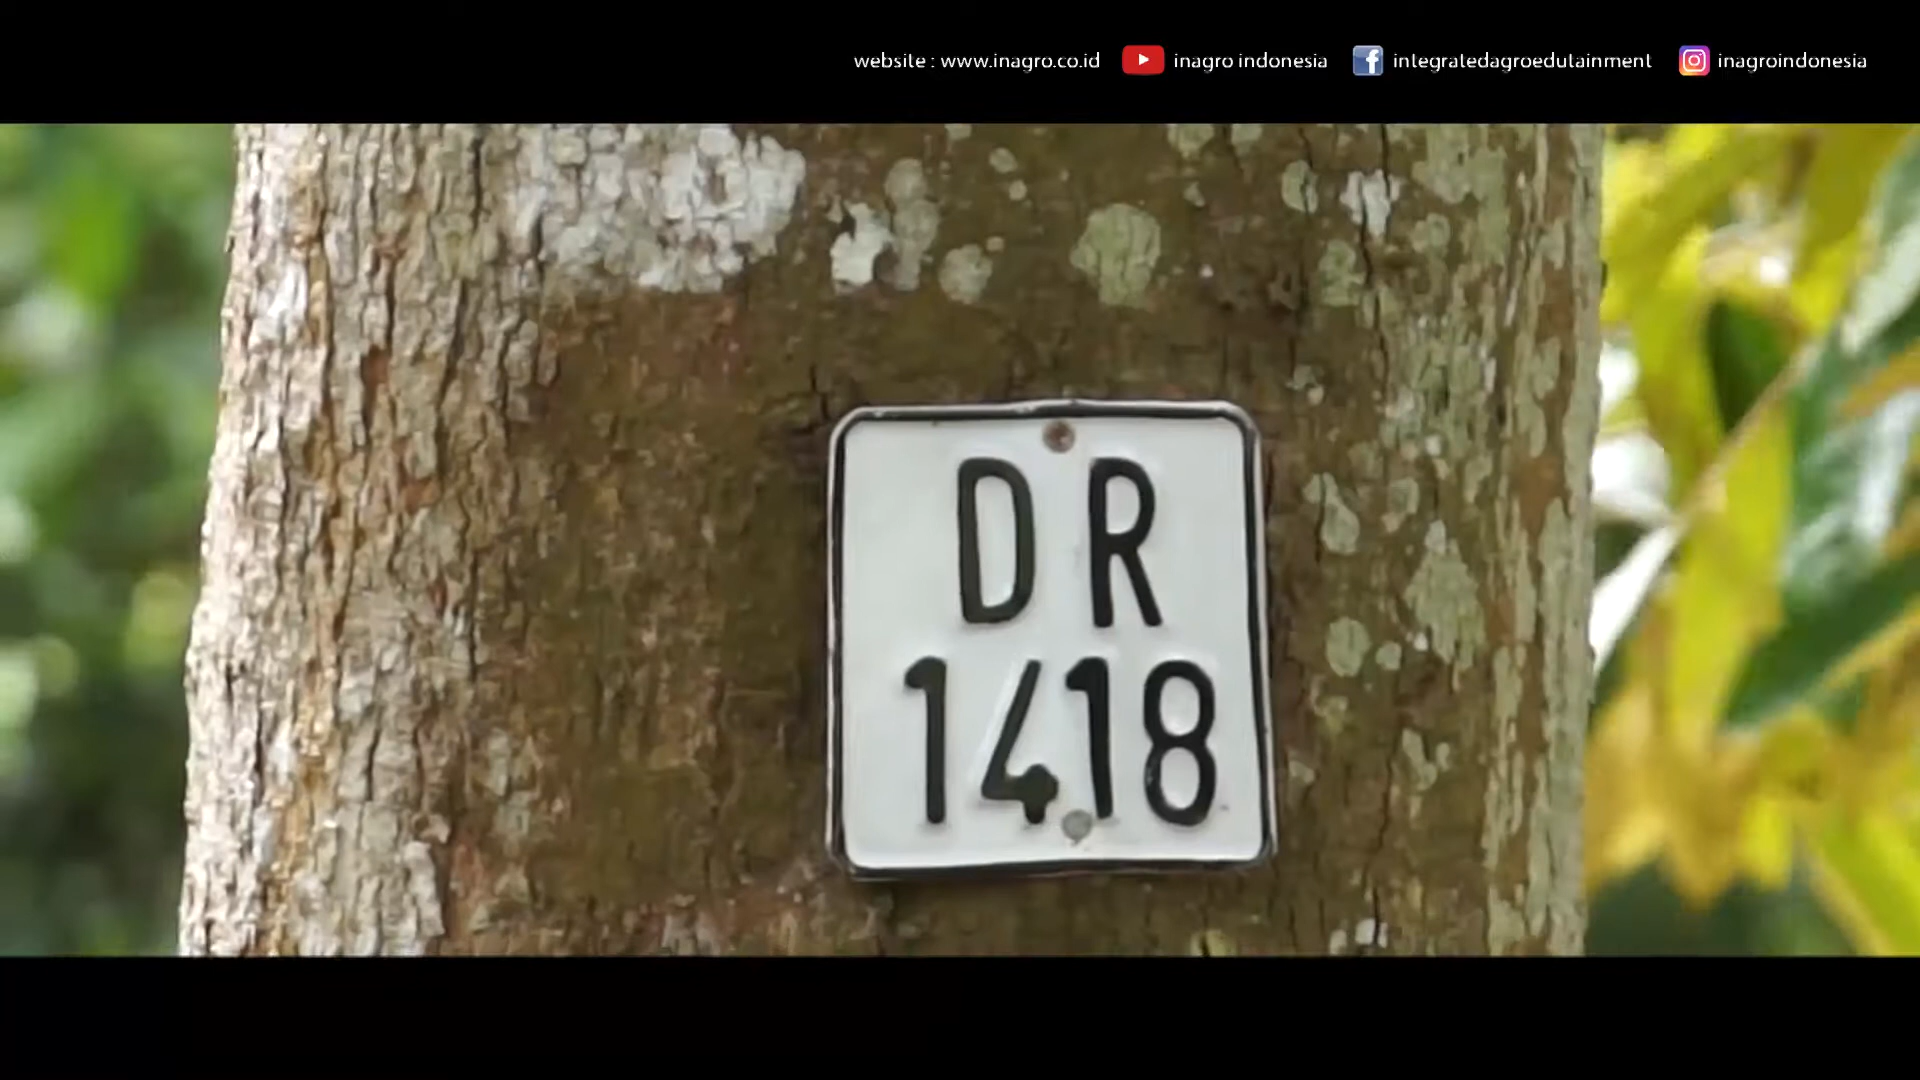 website : www.inagro.co.id inagro indonesia integratedagroedutainment inagroindonesia
DR
1418